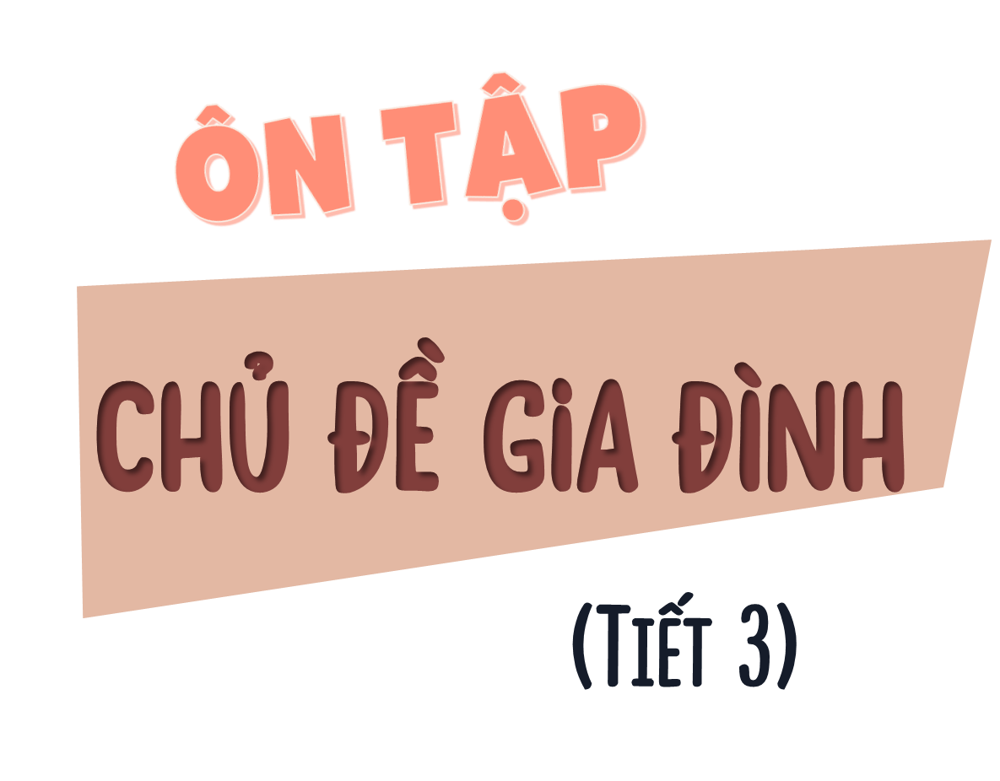 ÔN TẬP
CHỦ ĐỀ GiA ĐÌNH
(TIẾT 3)